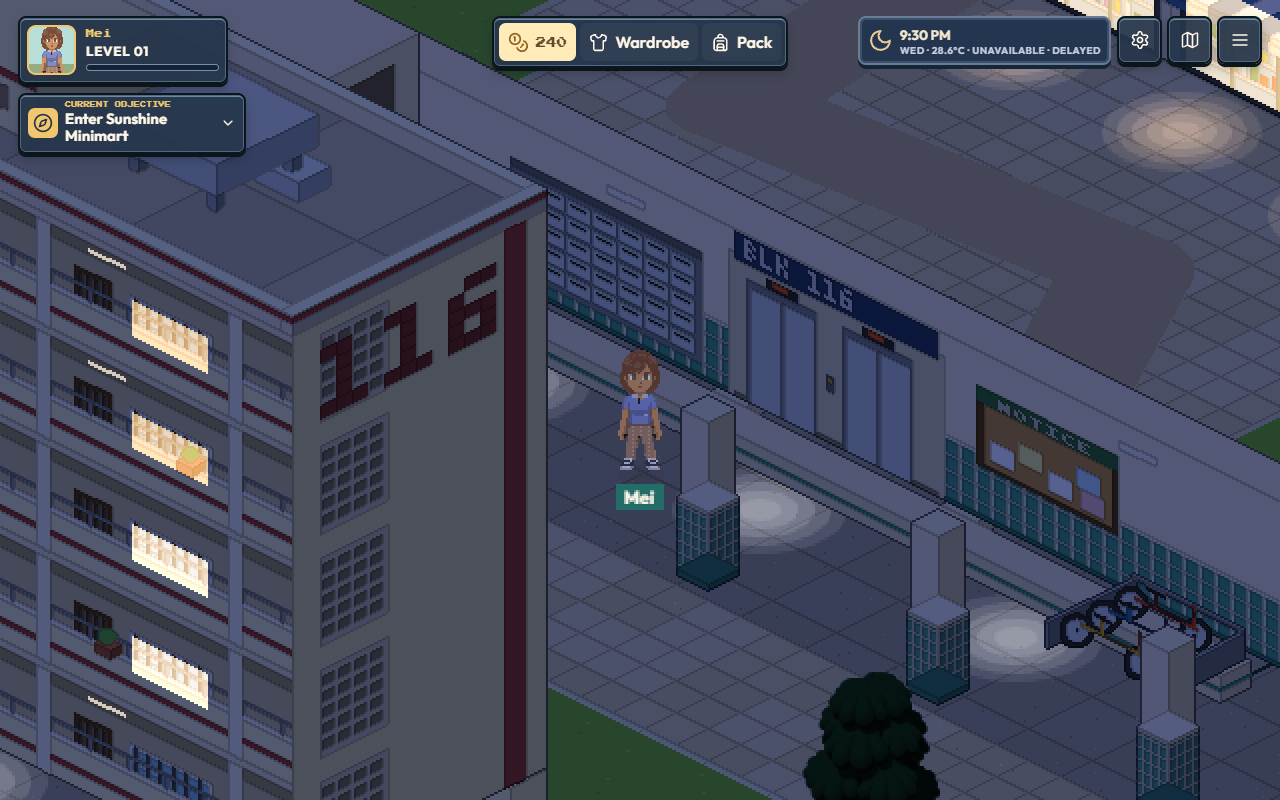 Mei
LEVEL 01
240
Wardrobe
Pack
9:30 PM
WED · 28.6°C · UNAVAILABLE · DELAYED
CURRENT OBJECTIVE
Enter Sunshine
Minimart
BLK 116
116
NOTICE
Mei